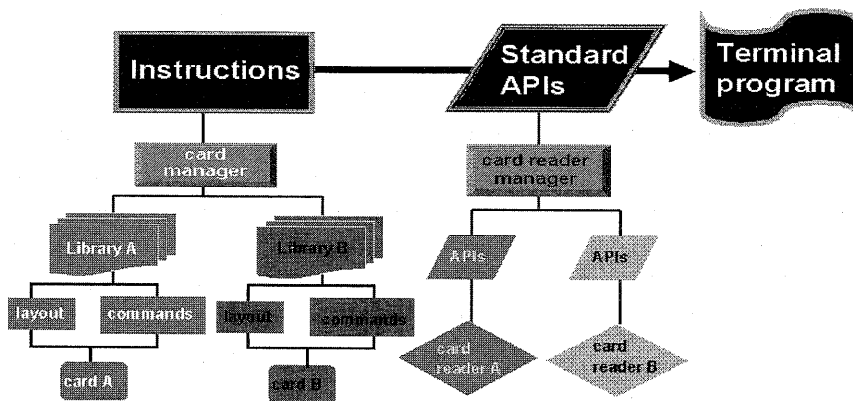 Instructions
Standard
APIs
Terminal
program
card
manager
card reader
manager
Library A
Library B
APIs
APIs
layout
commands
layout
commands
card A
card B
card
reader A
card
reader B